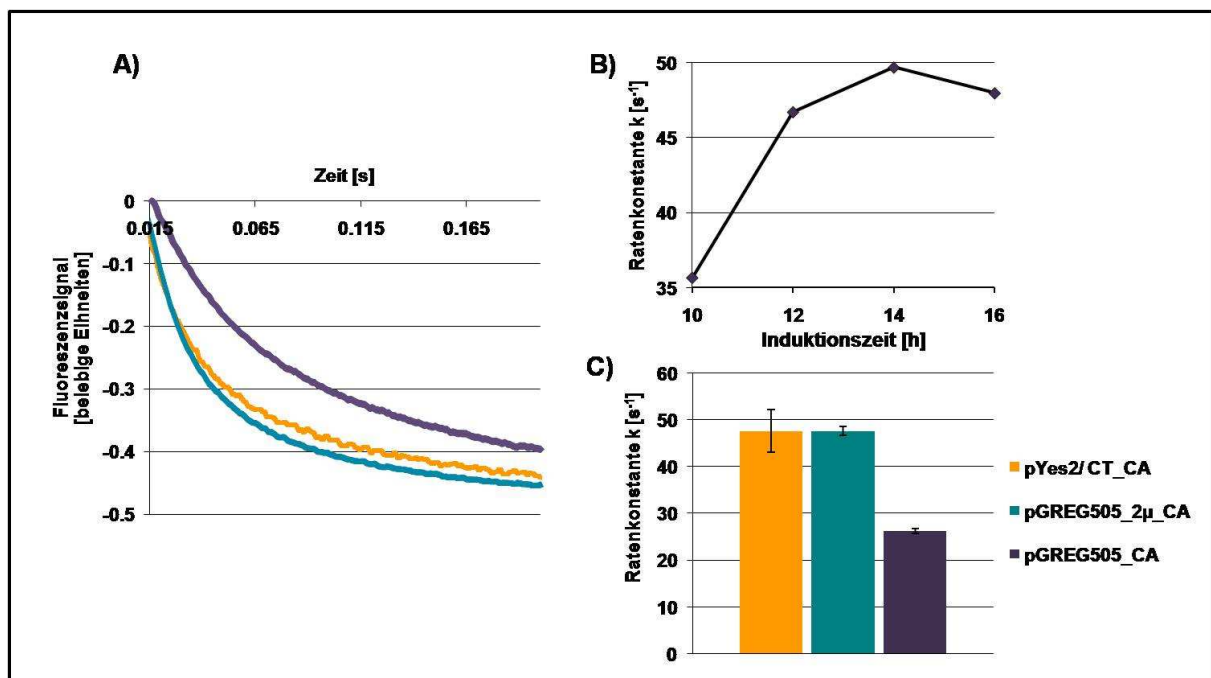 A)
Zeit [s]
0
0.015
0.065
0.115
0.165
-0.1
-0.2
-0.3
-0.4
-0.5
Fluoreszenzsignal
[beleblge Elhnelten]
B)
50
45
40
35
10
12
14
16
Ratenkonstante k [s⁻¹]
Induktionszeit [h]
C)
60
50
40
30
20
10
0
Ratenkonstante k [s⁻¹]
pYes2/CT_CA
pGREG505_2µ_CA
pGREG505_CA